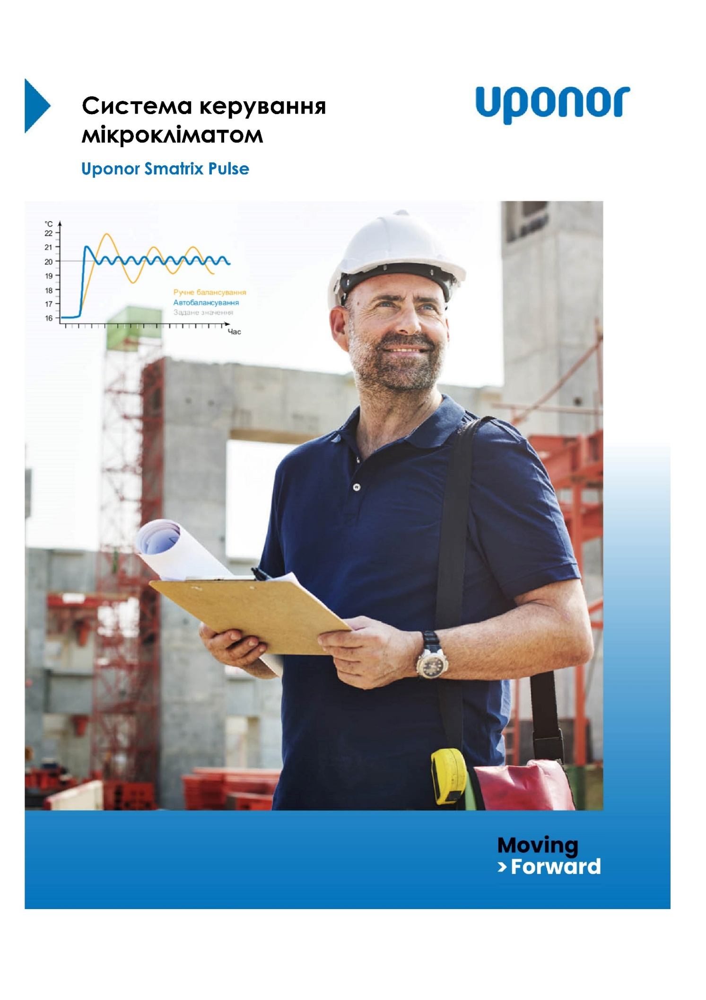 Система керування
мікрокліматом
uponor
Uponor Smatrix Pulse
°C
22
21
20
19
18
17
16
Ручне балансування
Автобалансування
Задане значення
Час
Moving
> Forward